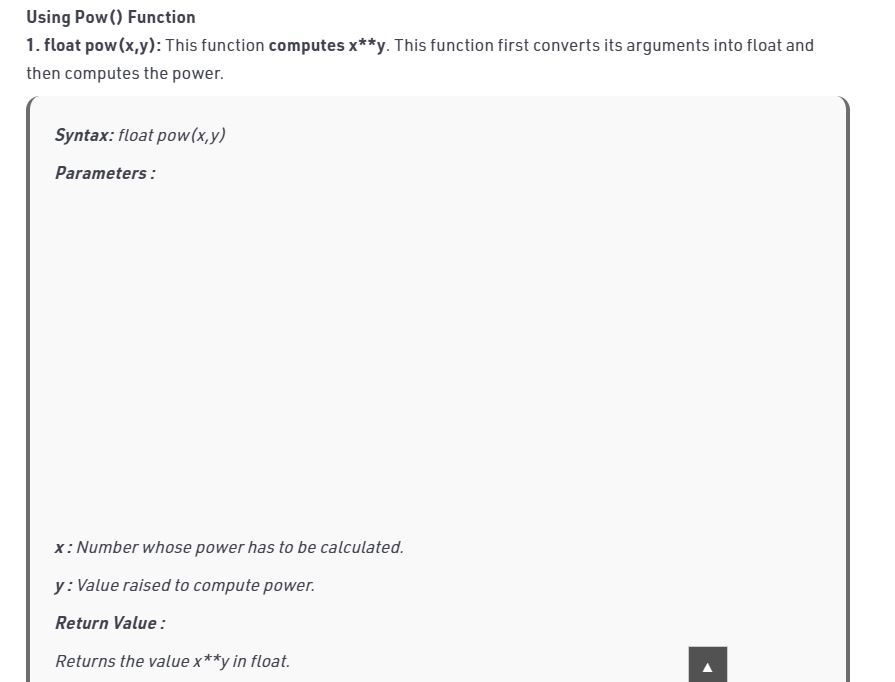 Using Pow() Function
1. float pow(x,y): This function computes x**y. This function first converts its arguments into float and
then computes the power.
Syntax: float pow(x,y)
Parameters :
x : Number whose power has to be calculated.
y : Value raised to compute power.
Return Value :
Returns the value x**y in float.